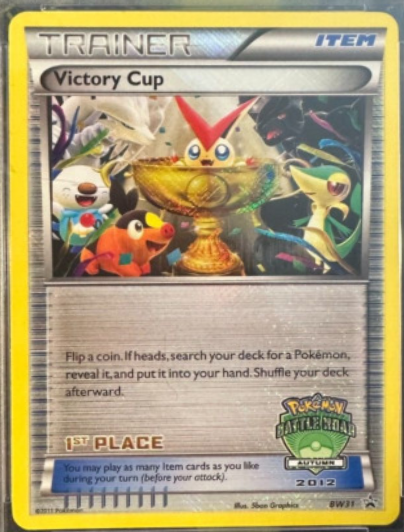 TRAINER
ITEM
Victory Cup
Flip a coin. If heads, search your deck for a Pokémon,
reveal it, and put it into your hand. Shuffle your deck
afterward.
1ST PLACE
Pokémon
BATTLE ROAD
AUTUMN
2012
You may play as many Item cards as you like
during your turn (before your attack).
©2011 Pokémon
Illus. 5ban Graphics
BW31